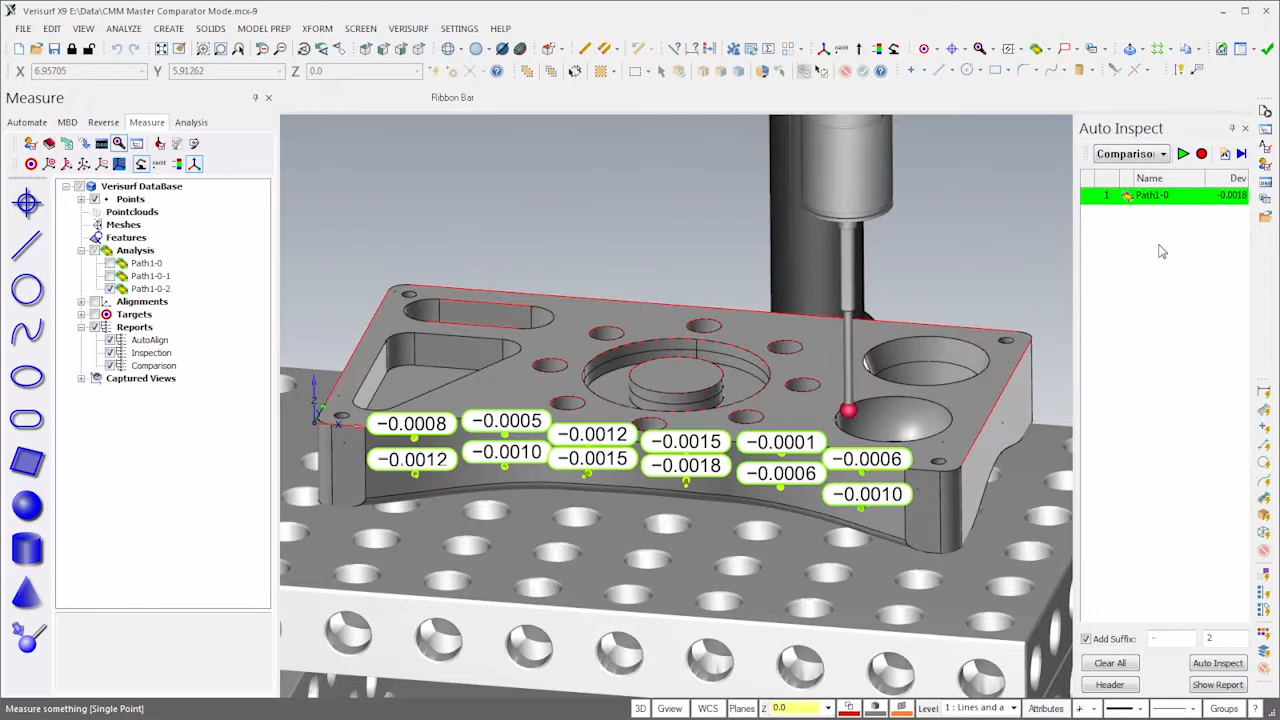 Verisurf X9 E:\Data\CMM Master Comparator Mode.mcx-9
FILE EDIT VIEW ANALYZE CREATE SOLIDS MODEL PREP XFORM SCREEN VERISURF SETTINGS HELP
X 6.95705 Y 5.91262 Z 0.0
Measure
Ribbon Bar
Automate MBD Reverse Measure Analysis
Verisurf DataBase
Points
Pointclouds
Meshes
Features
Analysis
Path1-0
Path1-0-1
Path1-0-2
Alignments
Targets
Reports
AutoAlign
Inspection
Comparison
Captured Views
-0.0008
-0.0005
-0.0012
-0.0015
-0.0001
-0.0006
-0.0012
-0.0010
-0.0015
-0.0018
-0.0006
-0.0010
Auto Inspect
Compariso
Name Dev
1 Path1-0 -0.0018
Add Suffix: - 2
Clear All Auto Inspect
Header Show Report
Measure something [Single Point]
3D Gview WCS Planes Z 0.0 Level 1 : Lines and a Attributes Groups ?